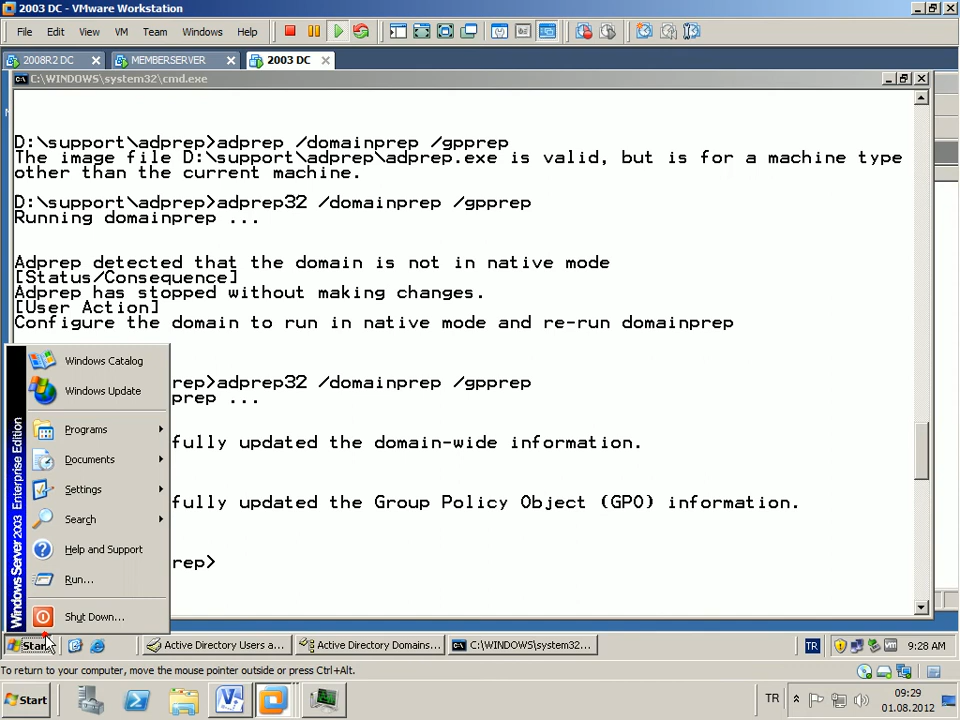 2003 DC - VMware Workstation
File Edit View VM Team Windows Help
2008R2 DC MEMBERSERVER 2003 DC
C:\WINDOWS\system32\cmd.exe
D:\support\adprep>adprep /domainprep /gpprep
The image file D:\support\adprep\adprep.exe is valid, but is for a machine type
other than the current machine.
D:\support\adprep>adprep32 /domainprep /gpprep
Running domainprep ...
Adprep detected that the domain is not in native mode
[Status/Consequence]
Adprep has stopped without making changes.
[User Action]
Configure the domain to run in native mode and re-run domainprep
rep>adprep32 /domainprep /gpprep
prep ...
fully updated the domain-wide information.
fully updated the Group Policy Object (GPO) information.
rep>
Windows Catalog
Windows Update
Programs
Documents
Settings
Search
Help and Support
Run...
Shut Down...
Windows Server 2003 Enterprise Edition
Start Active Directory Users a... Active Directory Domains... C:\WINDOWS\system32... TR 9:28 AM
To return to your computer, move the mouse pointer outside or press Ctrl+Alt.
Start TR 09:29
01.08.2012